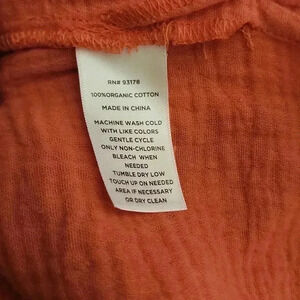 RN# 93178
100%ORGANIC COTTON
MADE IN CHINA
MACHINE WASH COLD
WITH LIKE COLORS
GENTLE CYCLE
ONLY NON-CHLORINE
BLEACH WHEN
NEEDED
TUMBLE DRY LOW
TOUCH UP ON NEEDED
AREA IF NECESSARY
OR DRY CLEAN